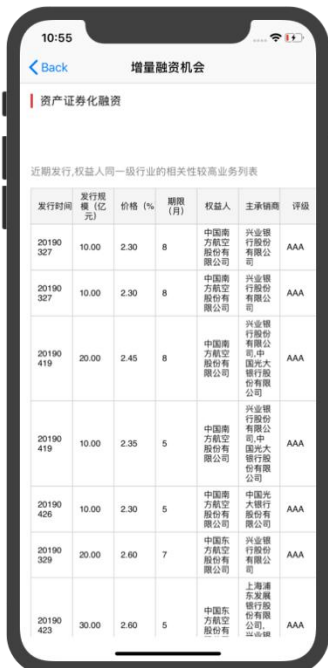 10:55
Back
增量融资机会
资产证券化融资
近期发行,权益人同一级行业的相关性较高业务列表
发行时间 发行规模（亿元） 价格（% 期限（月） 权益人 主承销商 评级
20190327 10.00 2.30 8 中国南方航空股份有限公司 兴业银行股份有限公司 AAA
20190327 10.00 2.30 8 中国南方航空股份有限公司 兴业银行股份有限公司 AAA
20190419 20.00 2.45 8 中国南方航空股份有限公司 兴业银行股份有限公司,中国光大银行股份有限公司 AAA
20190419 10.00 2.35 5 中国南方航空股份有限公司 兴业银行股份有限公司,中国光大银行股份有限公司 AAA
20190426 10.00 2.30 5 中国南方航空股份有限公司 中国光大银行股份有限公司 AAA
20190329 20.00 2.60 7 中国东方航空股份有限公司 兴业银行股份有限公司 AAA
20190423 30.00 2.60 5 中国东方航空股份有 上海浦东发展银行股份有限公司,兴业银 AAA